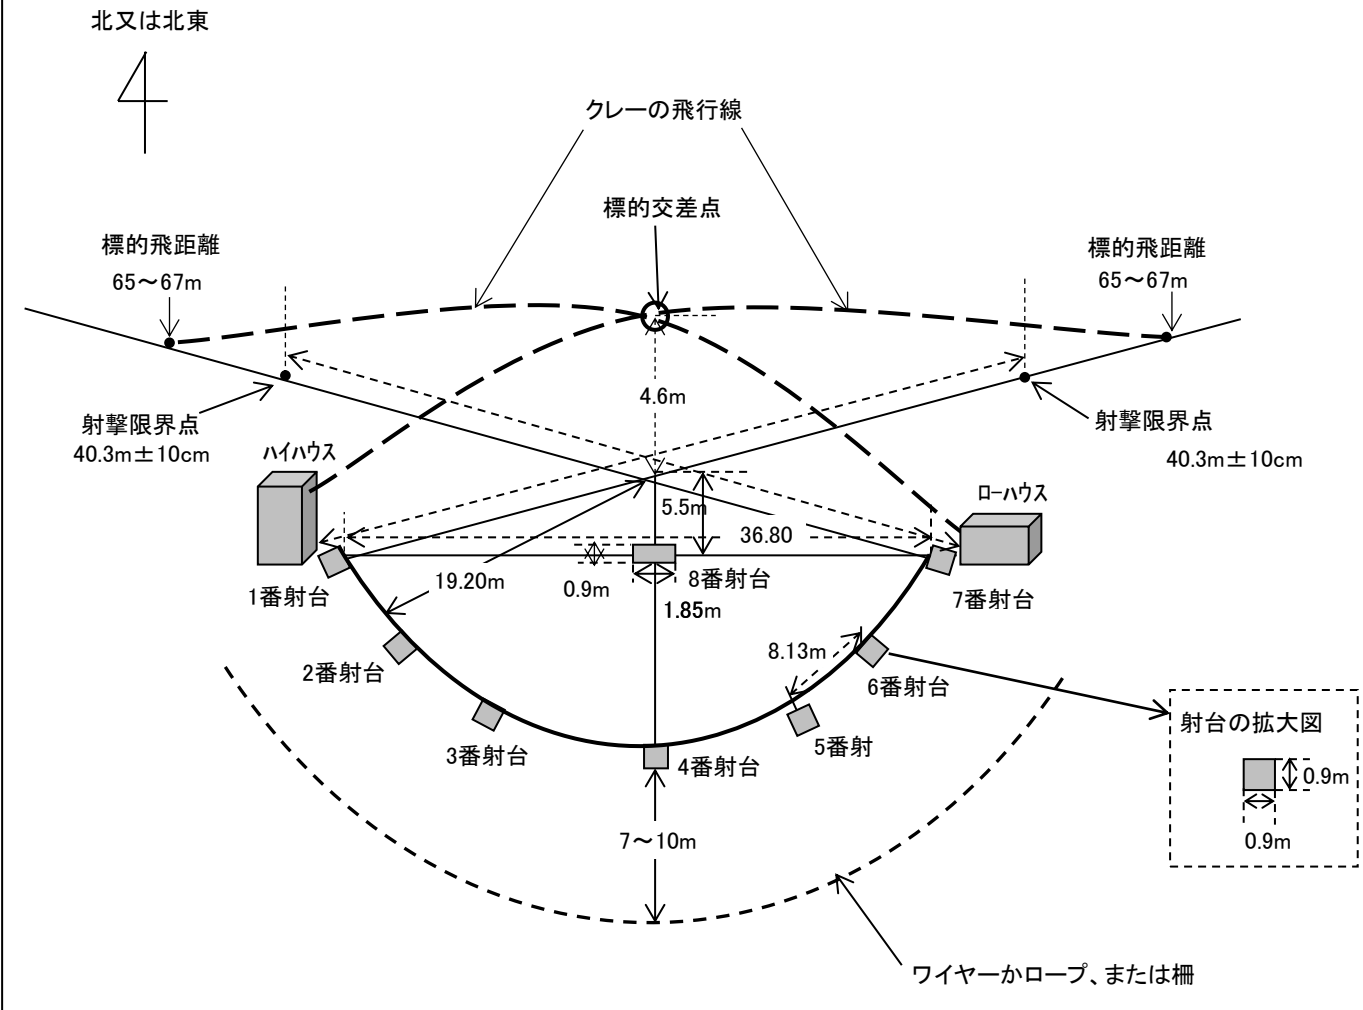 北又は北東
クレーの飛行線
標的交差点
標的飛距離
65～67m
標的飛距離
65～67m
4.6m
射撃限界点
40.3m±10cm
射撃限界点
40.3m±10cm
ﾊｲﾊｳｽ
ﾛｰﾊｳｽ
5.5m
36.80
19.20m
0.9m
8番射台
1.85m
1番射台
7番射台
8.13m
2番射台
6番射台
3番射台
5番射
4番射台
射台の拡大図
0.9m
0.9m
7～10m
ワイヤーかロープ、または柵